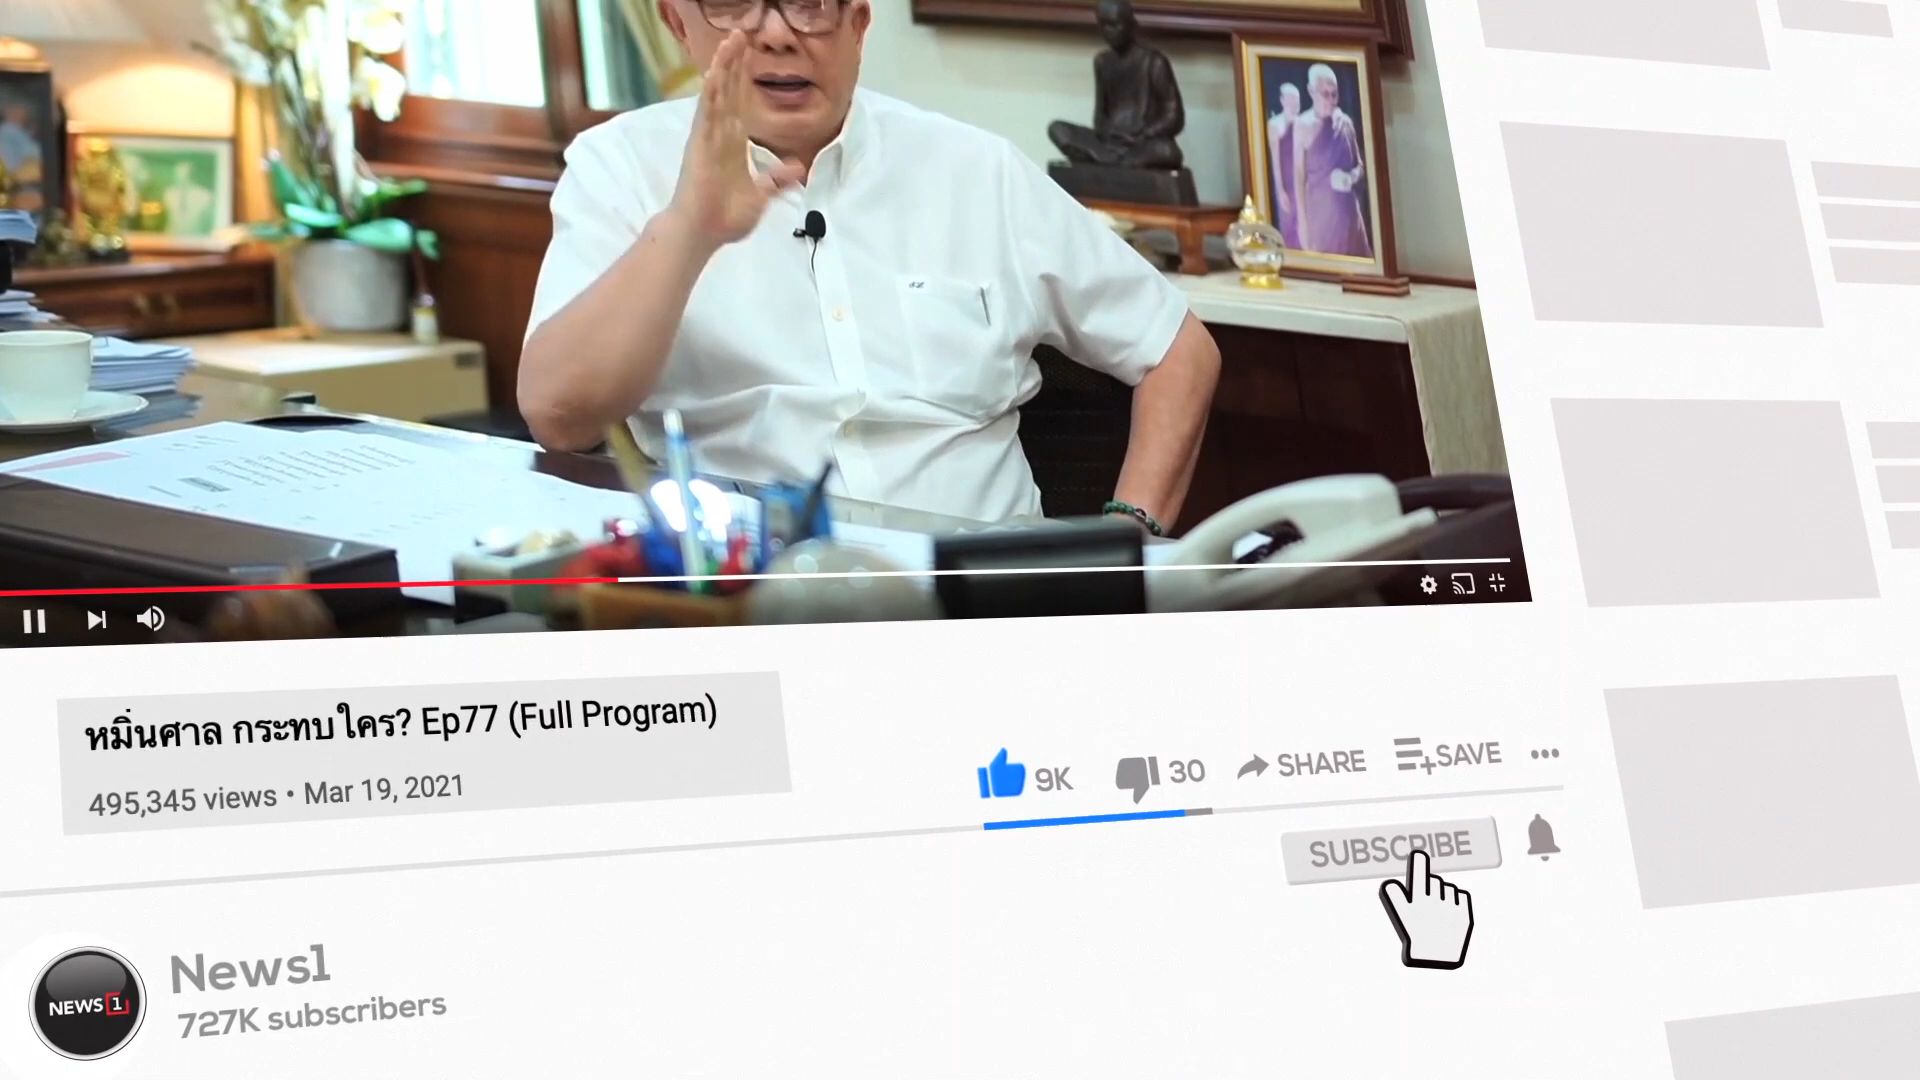 หมิ่นศาล กระทบใคร? Ep77 (Full Program)
495,345 views • Mar 19, 2021
9K
30
SHARE
SAVE
SUBSCRIBE
News1
727K subscribers
NEWS 1